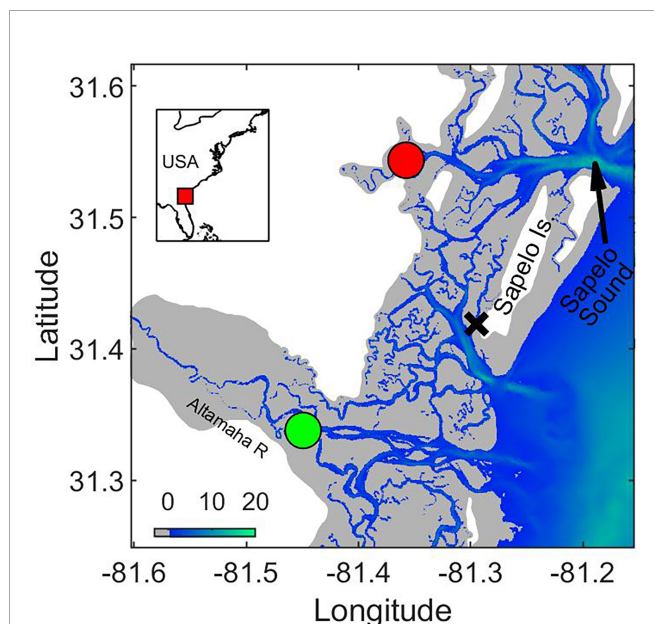 31.6
31.5
31.4
31.3
Latitude
USA
Sapelo Is.
Sapelo
Sound
Altamaha R
0 10 20
-81.6 -81.5 -81.4 -81.3 -81.2
Longitude